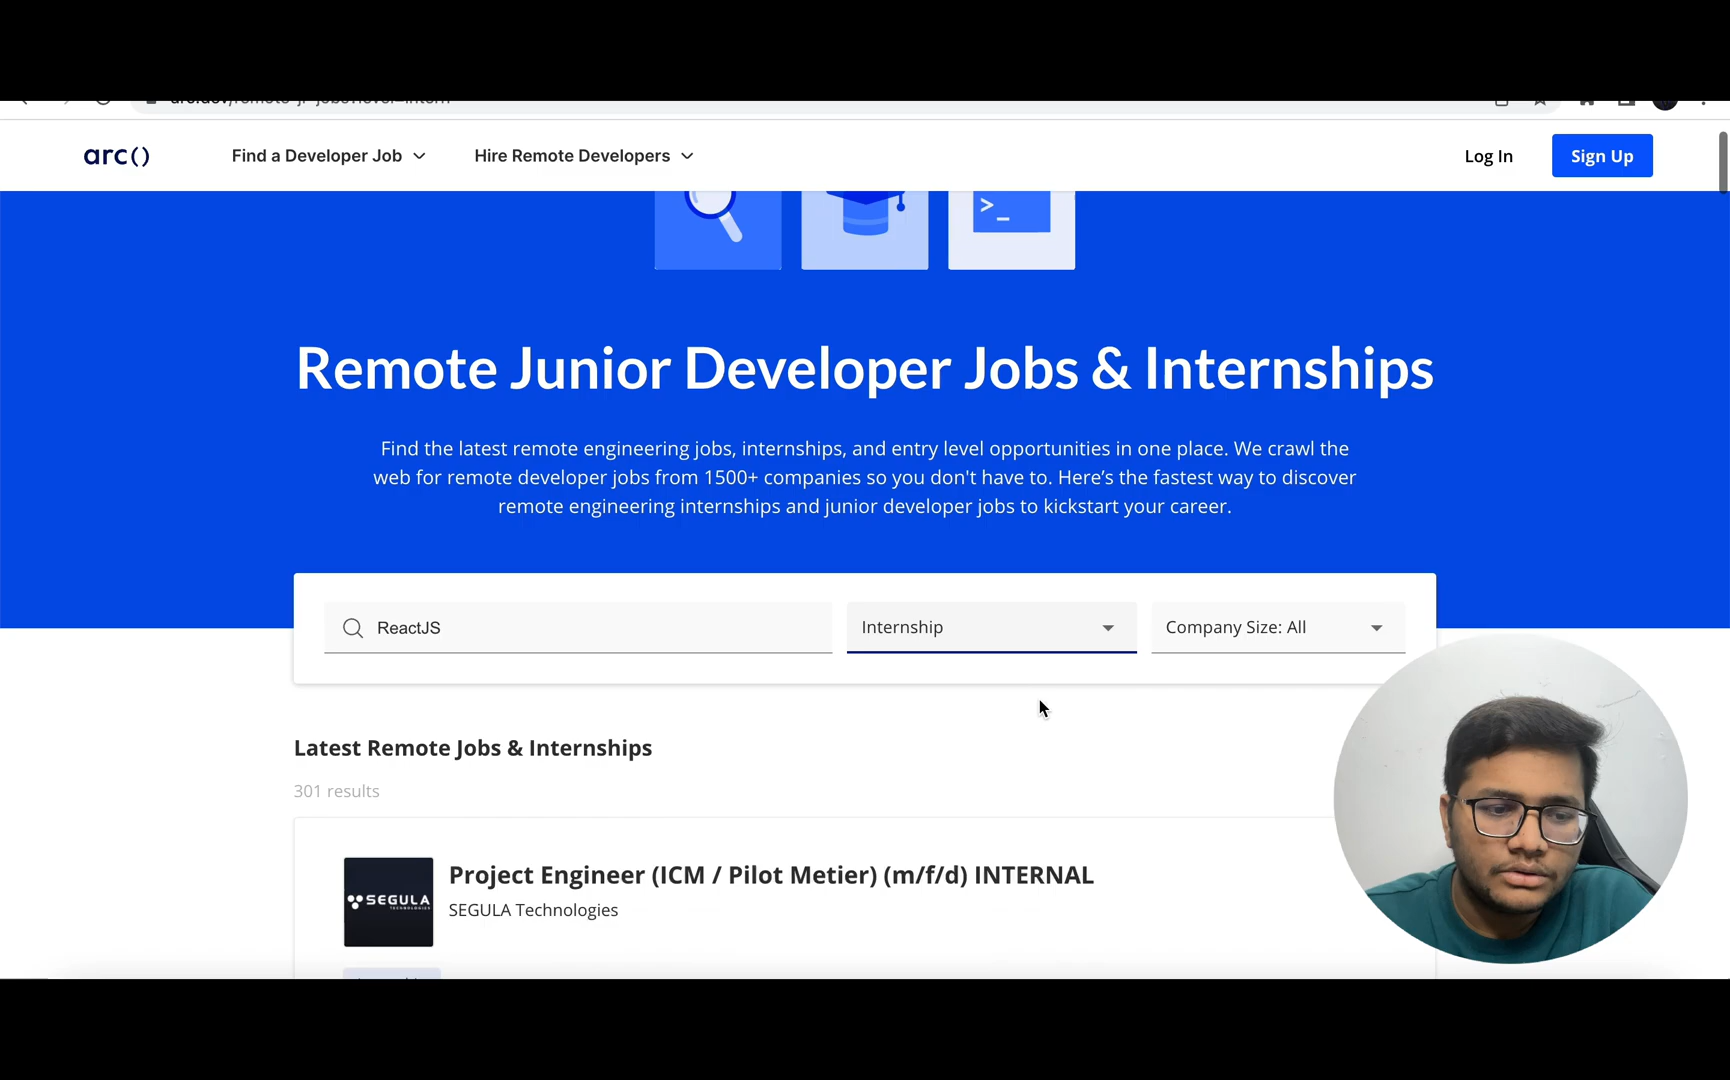 arc()
Find a Developer Job
Hire Remote Developers
Log In
Sign Up
>_
Remote Junior Developer Jobs & Internships
Find the latest remote engineering jobs, internships, and entry level opportunities in one place. We crawl the
web for remote developer jobs from 1500+ companies so you don't have to. Here’s the fastest way to discover
remote engineering internships and junior developer jobs to kickstart your career.
ReactJS
Internship
Company Size: All
Latest Remote Jobs & Internships
301 results
SEGULA
TECHNOLOGIES
Project Engineer (ICM / Pilot Metier) (m/f/d) INTERNAL
SEGULA Technologies